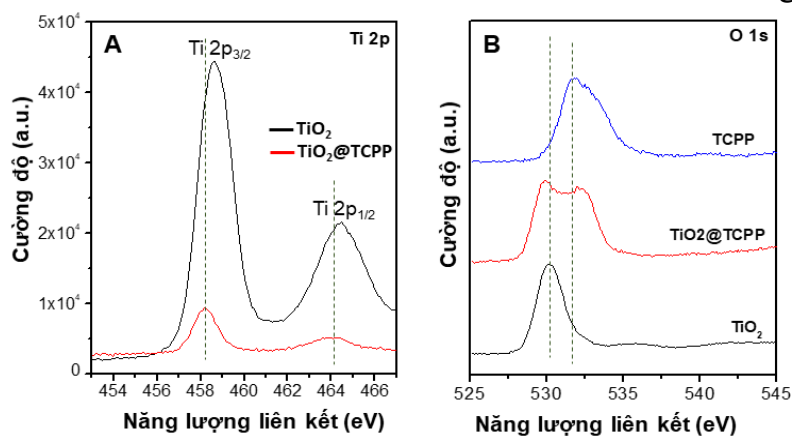 A
Ti 2p
Ti 2p3/2
TiO2
TiO2@TCPP
Ti 2p1/2
Cường độ (a.u.)
5x10⁴
4x10⁴
3x10⁴
2x10⁴
1x10⁴
0
454 456 458 460 462 464 466
Năng lượng liên kết (eV)
B
O 1s
TCPP
TiO2@TCPP
TiO2
Cường độ (a.u.)
525 530 535 540 545
Năng lượng liên kết (eV)